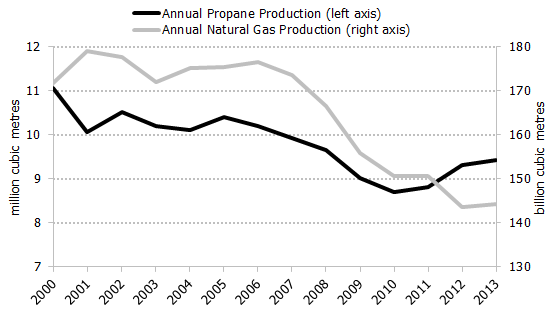 Annual Propane Production (left axis)
Annual Natural Gas Production (right axis)
million cubic metres
12
11
10
9
8
7
180
170
160
150
140
130
billion cubic metres
2000 2001 2002 2003 2004 2005 2006 2007 2008 2009 2010 2011 2012 2013